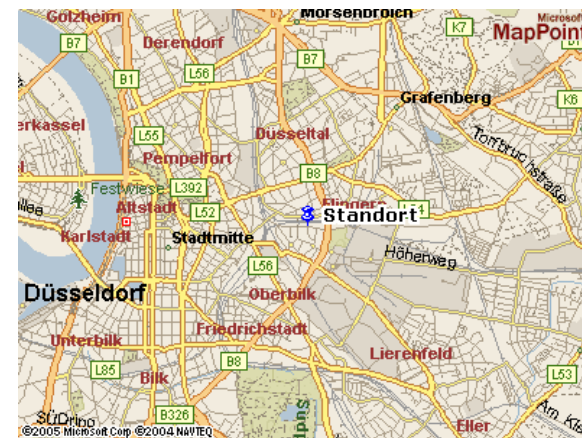 Golzheim
Mörsenbroich
Microsoft
MapPoint
B7
Derendorf
K7
B1
L56
B7
K6
Grafenberg
erkassel
L55
Düsseltal
Torfbruchstraße
Pempelfort
B8
Festwiese
L392
Altstadt
L52
Flingern
Standort
Karlstadt
Stadtmitte
Höhenweg
L56
Düsseldorf
Oberbilk
Friedrichstadt
Unterbilk
Lierenfeld
B8
L85
Bilk
L53
B326
Eller
©2005 Microsoft Corp ©2004 NAVTEQ